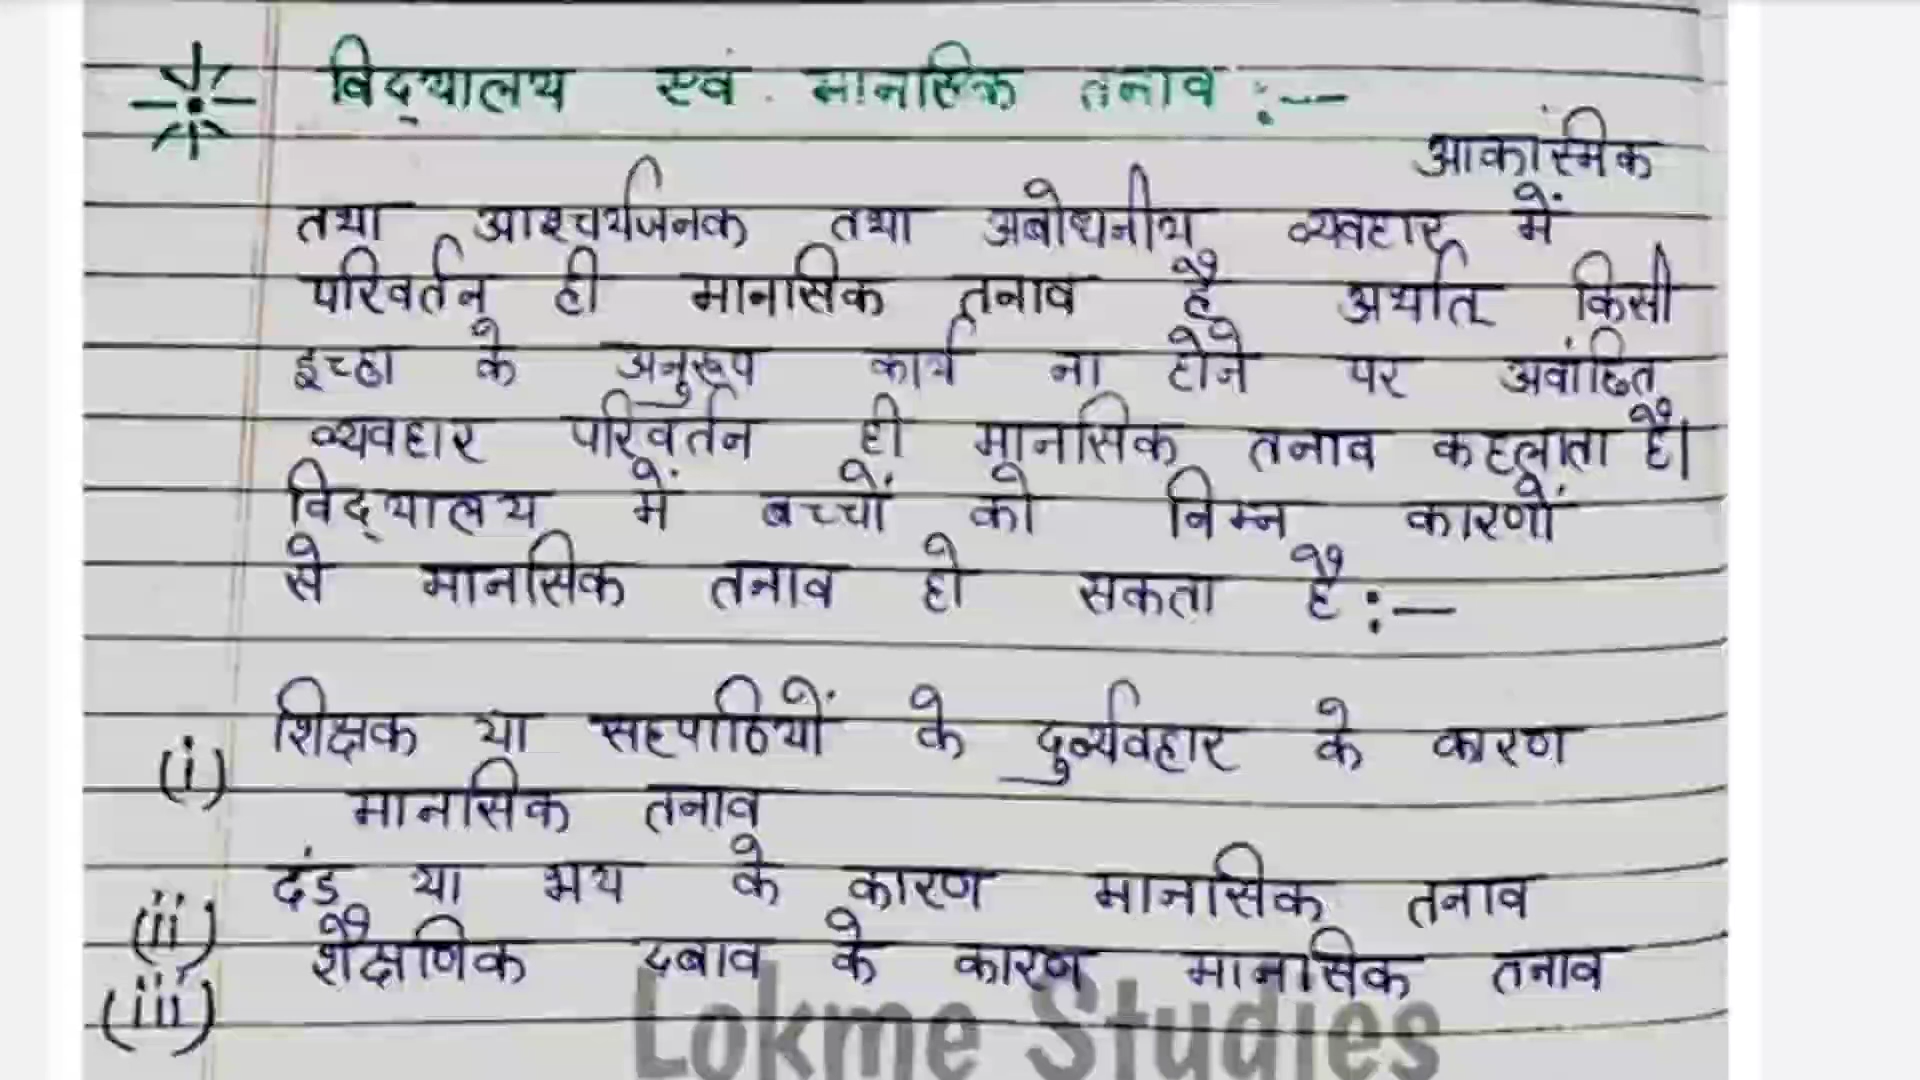 विद्यालय एवं मानसिक तनाव :—
आकस्मिक
तथा आश्चर्यजनक तथा अबोधनीय व्यवहार में
परिवर्तन ही मानसिक तनाव है अर्थात किसी
इच्छा के अनुरूप कार्य ना होने पर अवांछित
व्यवहार परिवर्तन ही मानसिक तनाव कहलाता है।
विद्यालय में बच्चों को निम्न कारणों
से मानसिक तनाव हो सकता है :—
(i) शिक्षक या सहपाठियों के दुर्व्यवहार के कारण
मानसिक तनाव
(ii) दंड या भय के कारण मानसिक तनाव
(iii) शैक्षणिक दबाव के कारण मानसिक तनाव
Lokme Studies